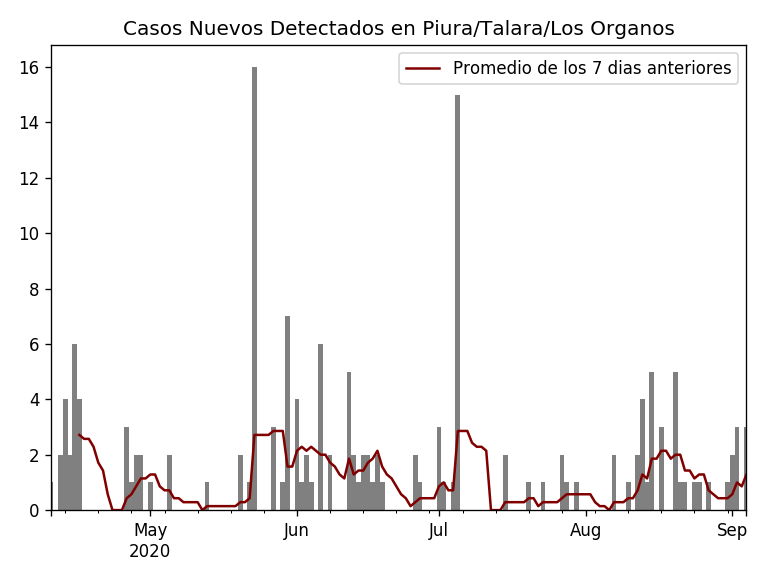 Casos Nuevos Detectados en Piura/Talara/Los Organos
Promedio de los 7 dias anteriores
16
14
12
10
8
6
4
2
0
May
2020
Jun
Jul
Aug
Sep